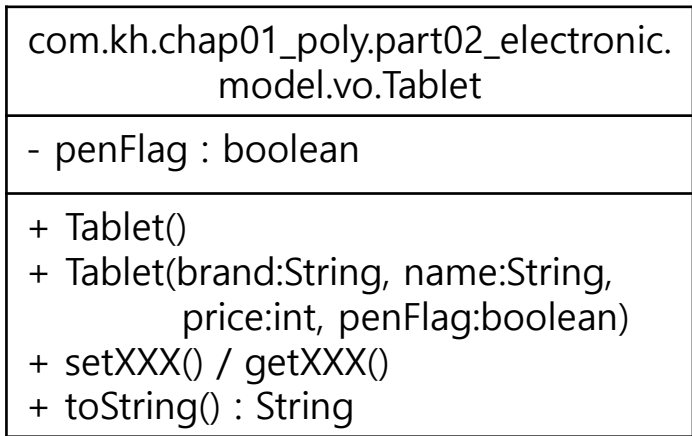 com.kh.chap01_poly.part02_electronic.
model.vo.Tablet
- penFlag : boolean
+ Tablet()
+ Tablet(brand:String, name:String,
price:int, penFlag:boolean)
+ setXXX() / getXXX()
+ toString() : String